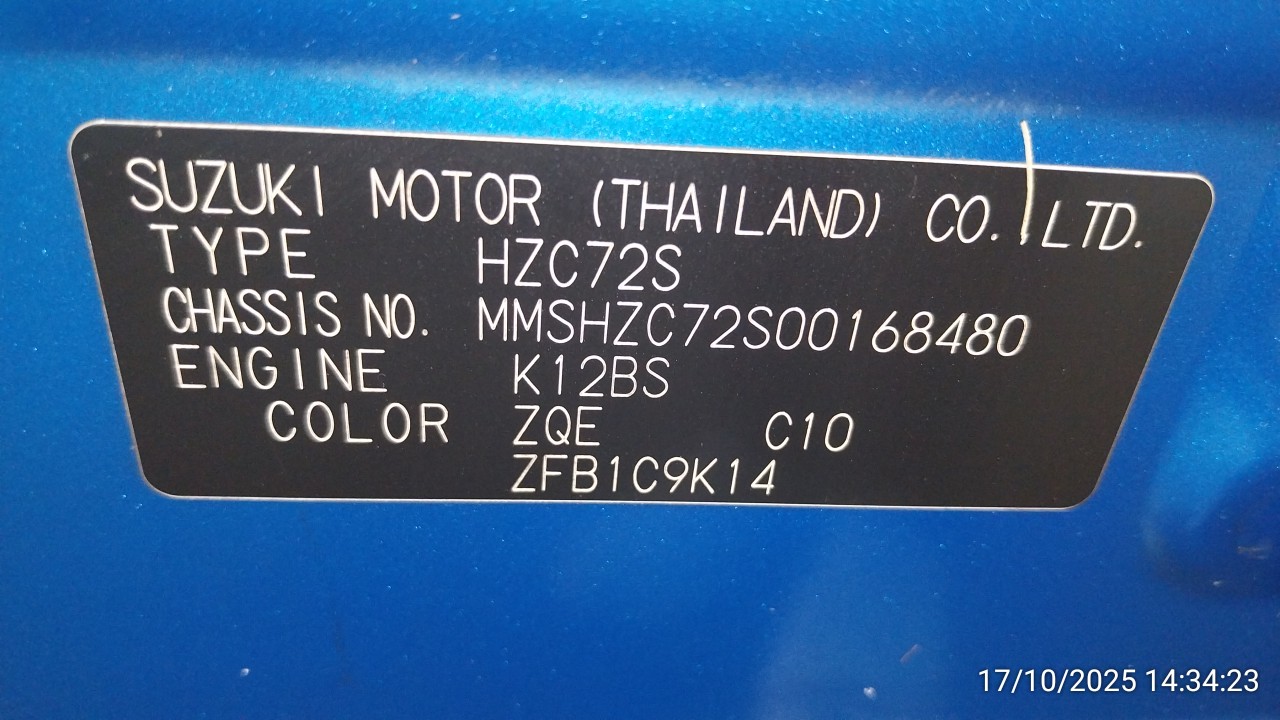 SUZUKI MOTOR (THAILAND) CO.,LTD.
TYPE HZC72S
CHASSIS NO. MMSHZC72S00168480
ENGINE K12BS
COLOR ZQE C10
ZFB1C9K14
17/10/2025 14:34:23